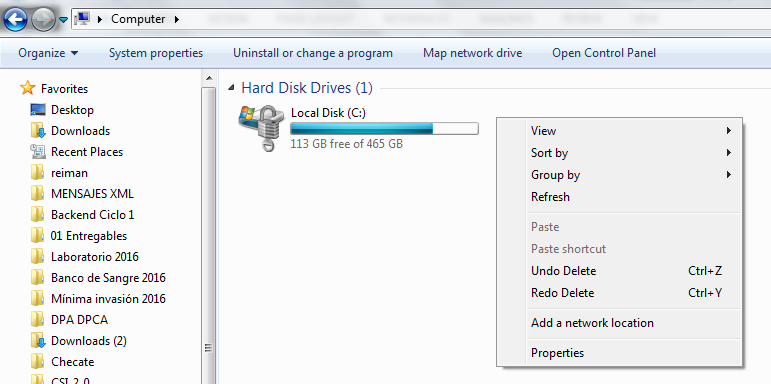 Computer
Organize System properties Uninstall or change a program Map network drive Open Control Panel
Favorites
Desktop
Downloads
Recent Places
reiman
MENSAJES XML
Backend Ciclo 1
01 Entregables
Laboratorio 2016
Banco de Sangre 2016
Mínima invasión 2016
DPA DPCA
Downloads (2)
Checate
CSI 2.0
Hard Disk Drives (1)
Local Disk (C:)
113 GB free of 465 GB
View
Sort by
Group by
Refresh
Paste
Paste shortcut
Undo Delete Ctrl+Z
Redo Delete Ctrl+Y
Add a network location
Properties